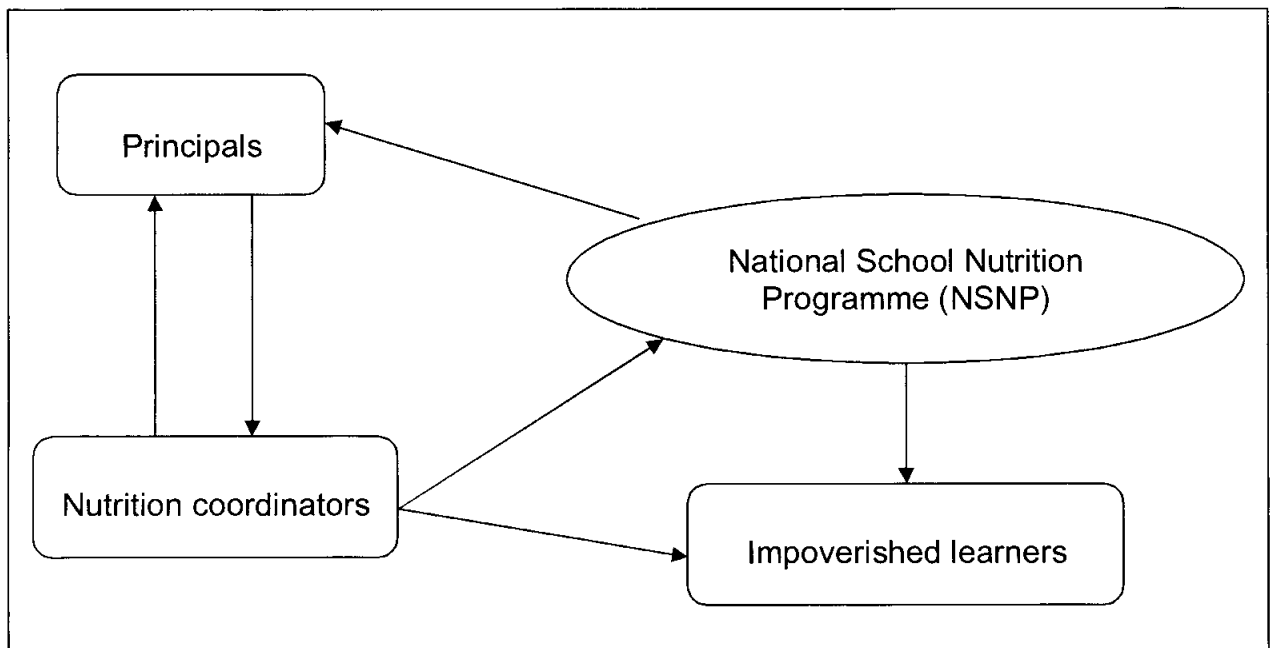 Principals
National School Nutrition
Programme (NSNP)
Nutrition coordinators
Impoverished learners